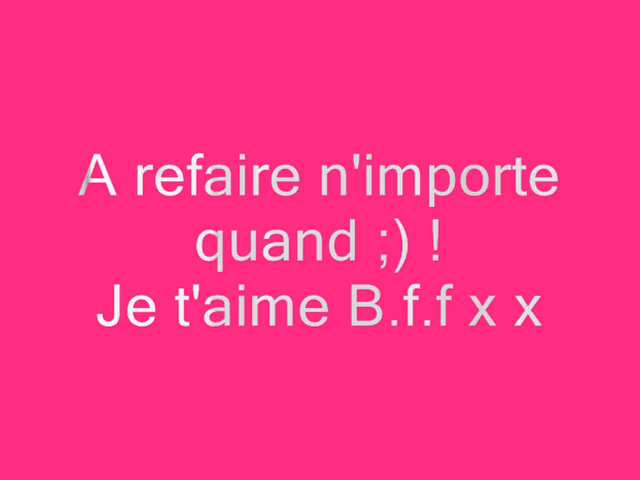 A refaire n'importe
quand ;) !
Je t'aime B.f.f x x